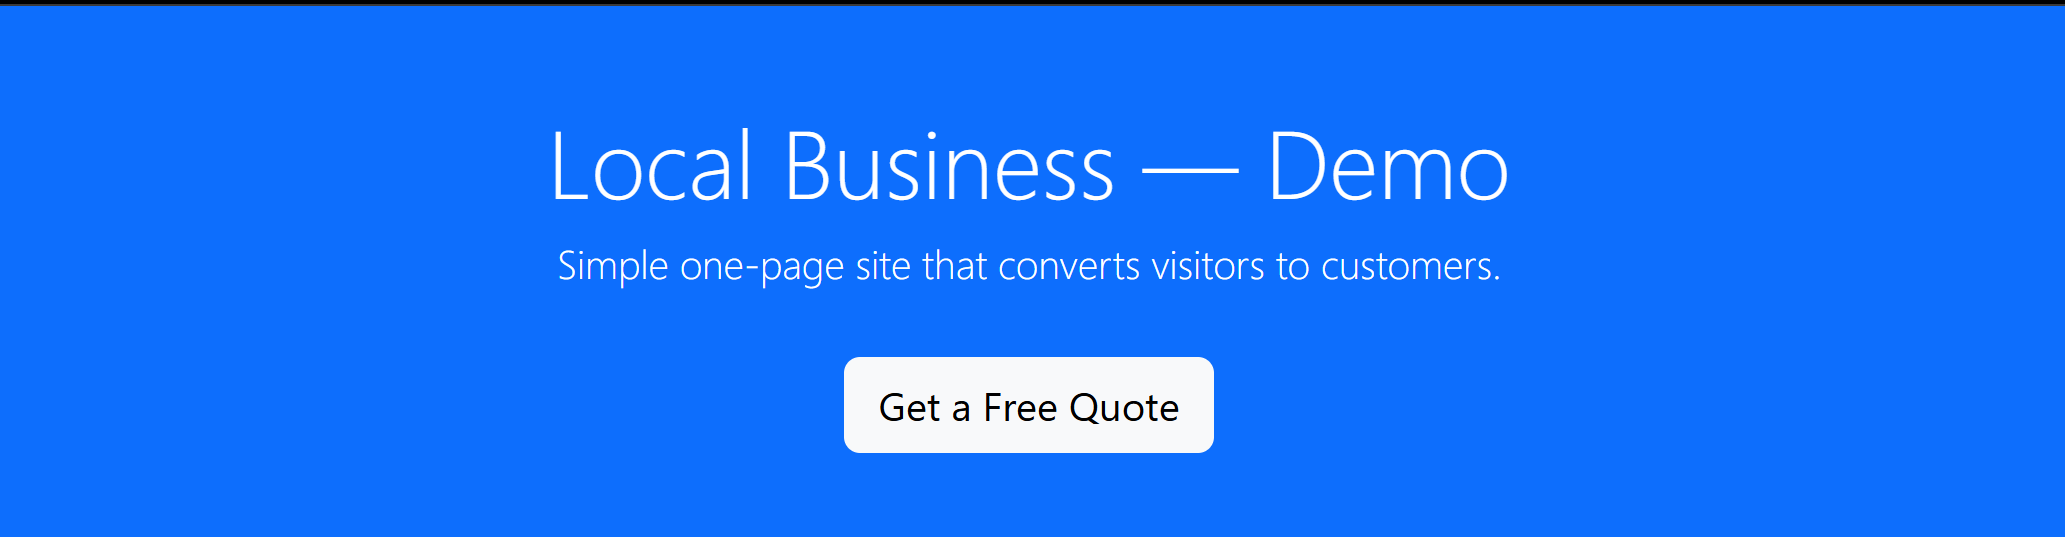 Local Business — Demo
Simple one-page site that converts visitors to customers.
Get a Free Quote